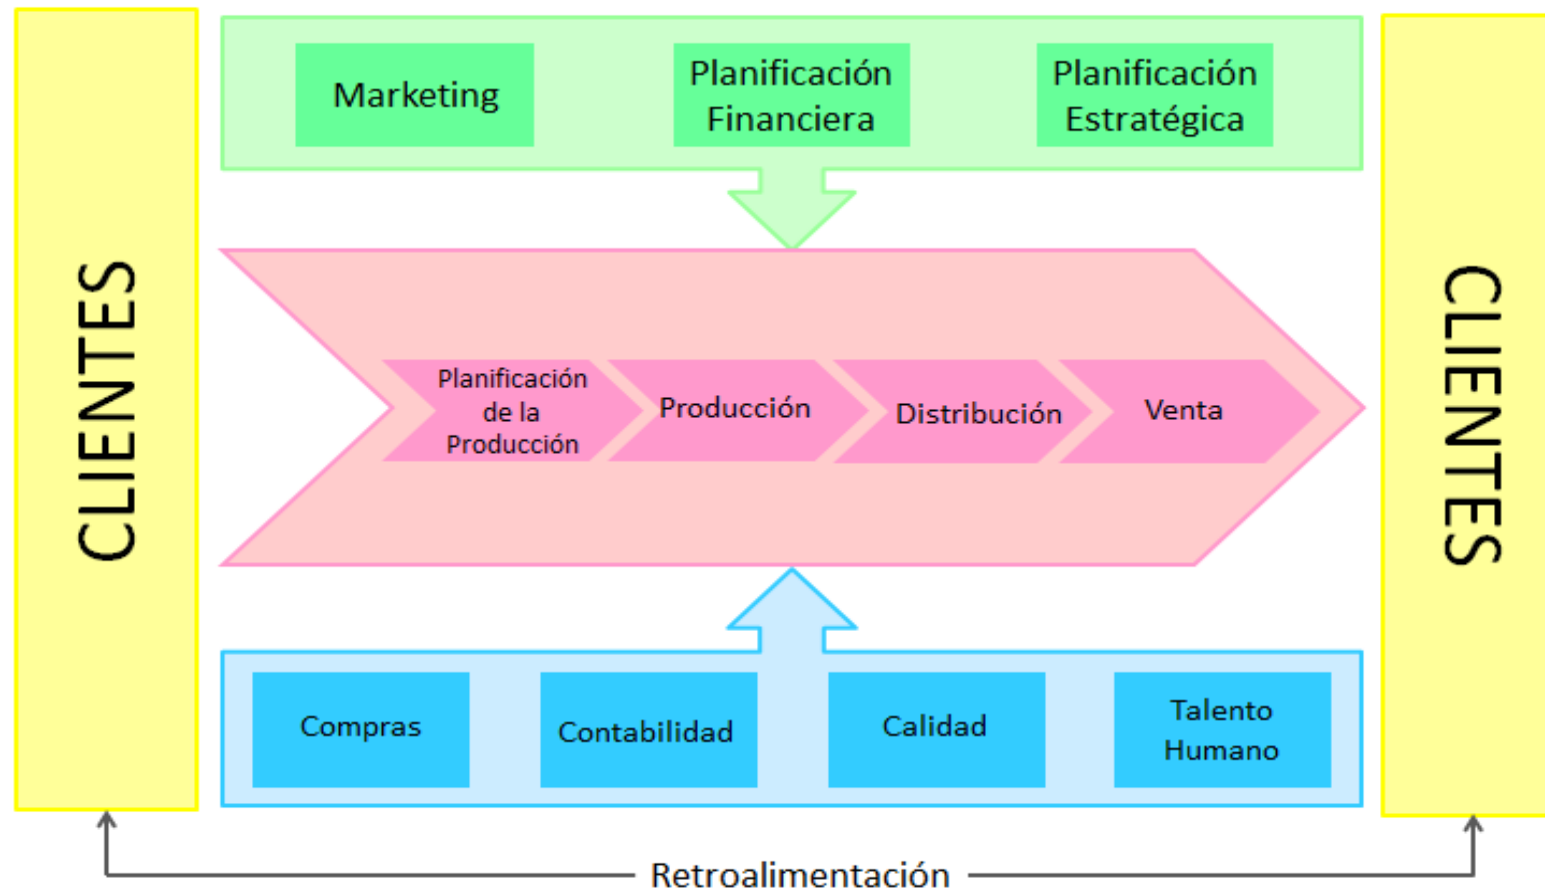 CLIENTES
Marketing
Planificación
Financiera
Planificación
Estratégica
Planificación
de la
Producción
Producción
Distribución
Venta
Compras
Contabilidad
Calidad
Talento
Humano
CLIENTES
Retroalimentación